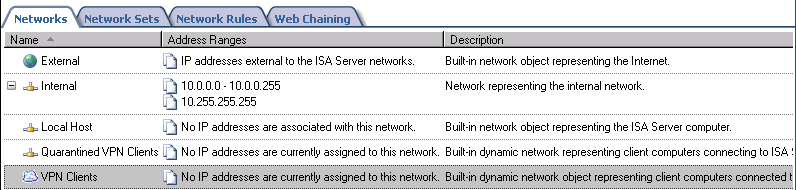 Networks Network Sets Network Rules Web Chaining
Name Address Ranges Description
External IP addresses external to the ISA Server networks. Built-in network object representing the Internet.
Internal 10.0.0.0 - 10.0.0.255 Network representing the internal network.
10.255.255.255
Local Host No IP addresses are associated with this network. Built-in network object representing the ISA Server computer.
Quarantined VPN Clients No IP addresses are currently assigned to this network. Built-in dynamic network representing client computers connecting to ISA
VPN Clients No IP addresses are currently assigned to this network. Built-in dynamic network object representing client computers connected